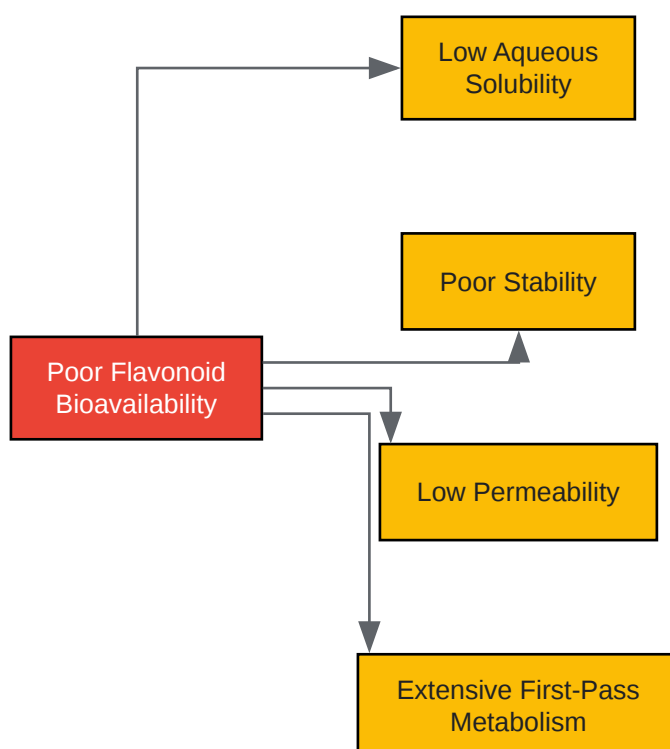 Low Aqueous
Solubility
Poor Stability
Poor Flavonoid
Bioavailability
Low Permeability
Extensive First-Pass
Metabolism